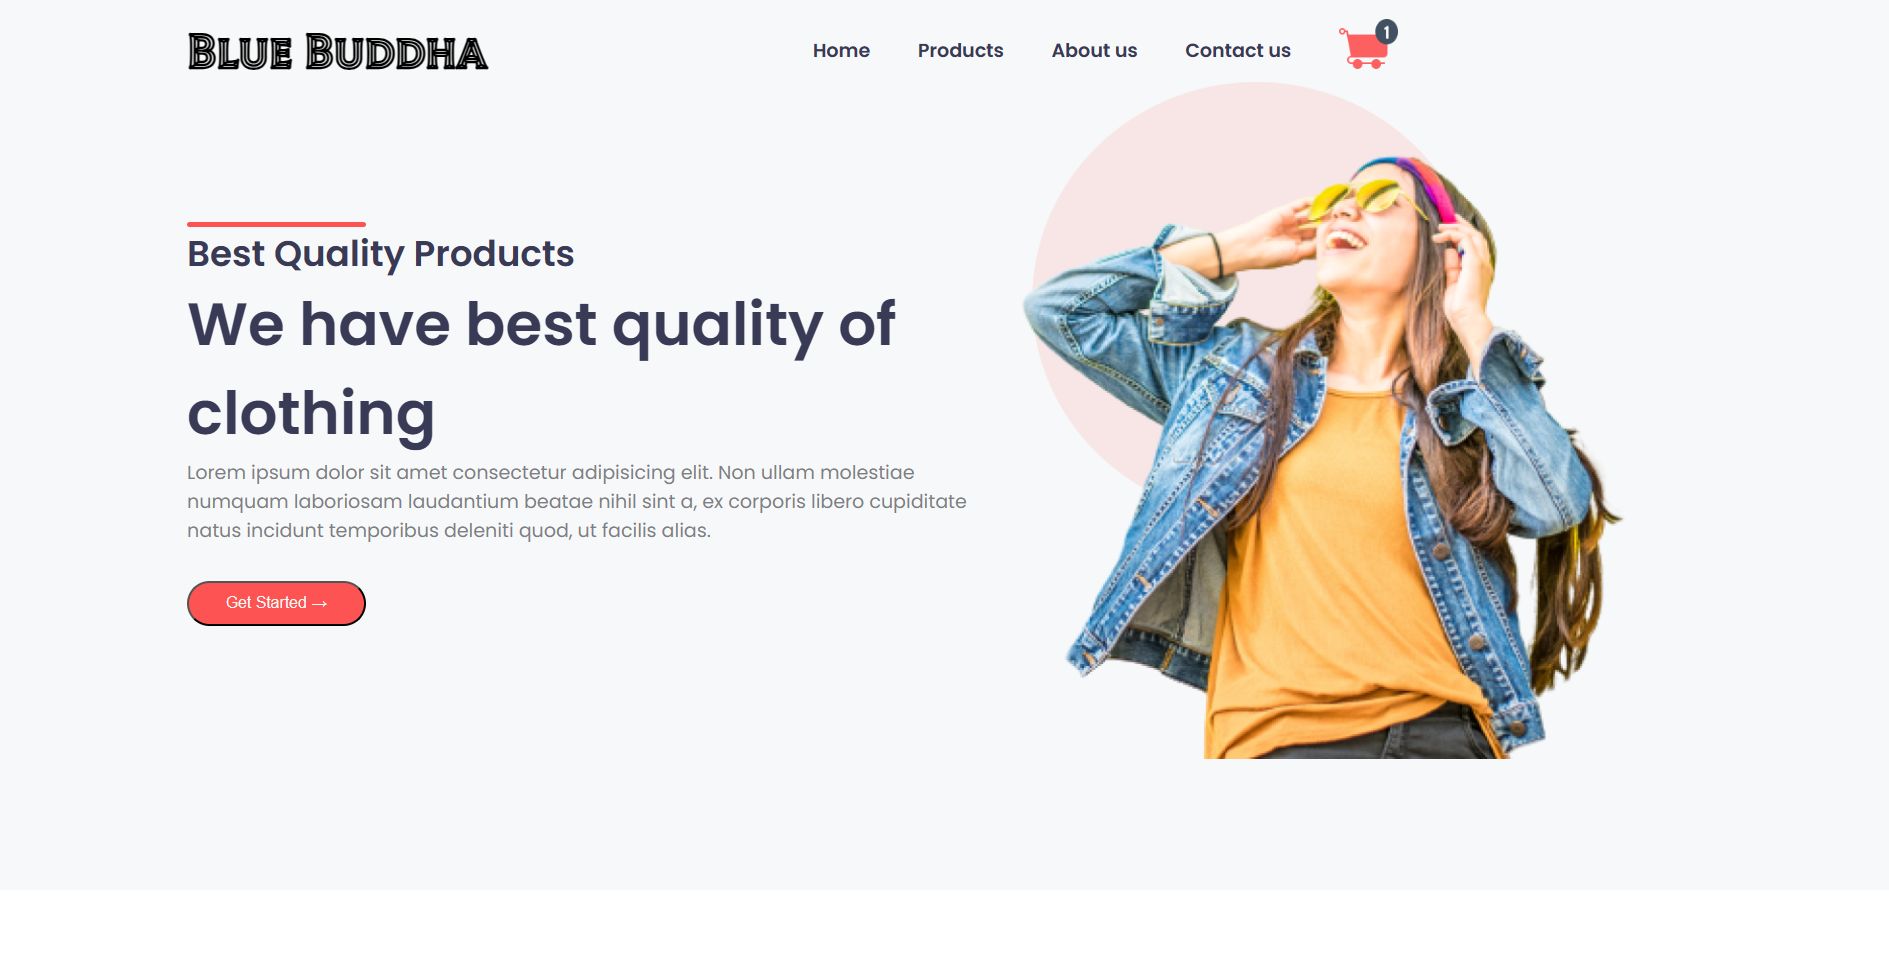 Blue Buddha
Home Products About us Contact us 1
Best Quality Products
We have best quality of
clothing
Lorem ipsum dolor sit amet consectetur adipisicing elit. Non ullam molestiae
numquam laboriosam laudantium beatae nihil sint a, ex corporis libero cupiditate
natus incidunt temporibus deleniti quod, ut facilis alias.
Get Started →